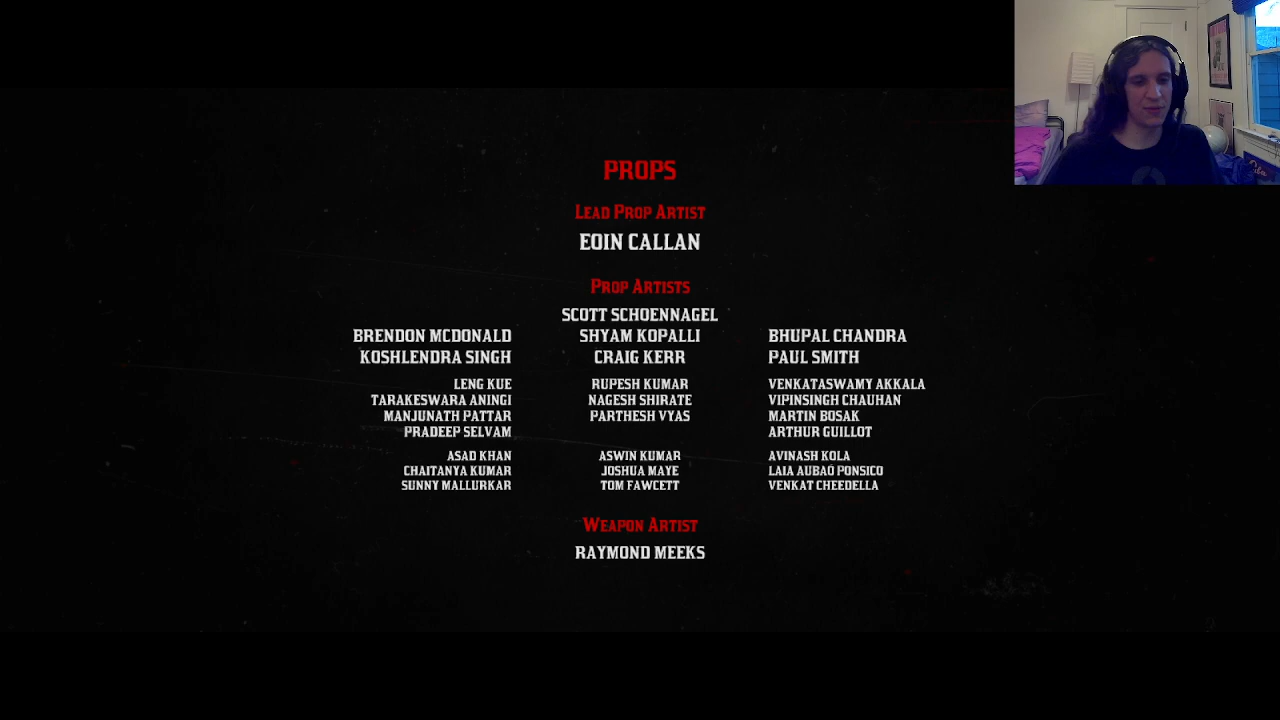 PROPS
LEAD PROP ARTIST
EOIN CALLAN
PROP ARTISTS
SCOTT SCHOENNAGEL
BRENDON MCDONALD SHYAM KOPALLI BHUPAL CHANDRA
KOSHLENDRA SINGH CRAIG KERR PAUL SMITH
LENG KUE RUPESH KUMAR VENKATASWAMY AKKALA
TARAKESWARA ANINGI NAGESH SHIRATE VIPINSINGH CHAUHAN
MANJUNATH PATTAR PARTHESH VYAS MARTIN BOSAK
PRADEEP SELVAM ARTHUR GUILLOT
ASAD KHAN ASWIN KUMAR AVINASH KOLA
CHAITANYA KUMAR JOSHUA MAYE LAIA AUBAO PONSICO
SUNNY MALLURKAR TOM FAWCETT VENKAT CHEEDELLA
WEAPON ARTIST
RAYMOND MEEKS